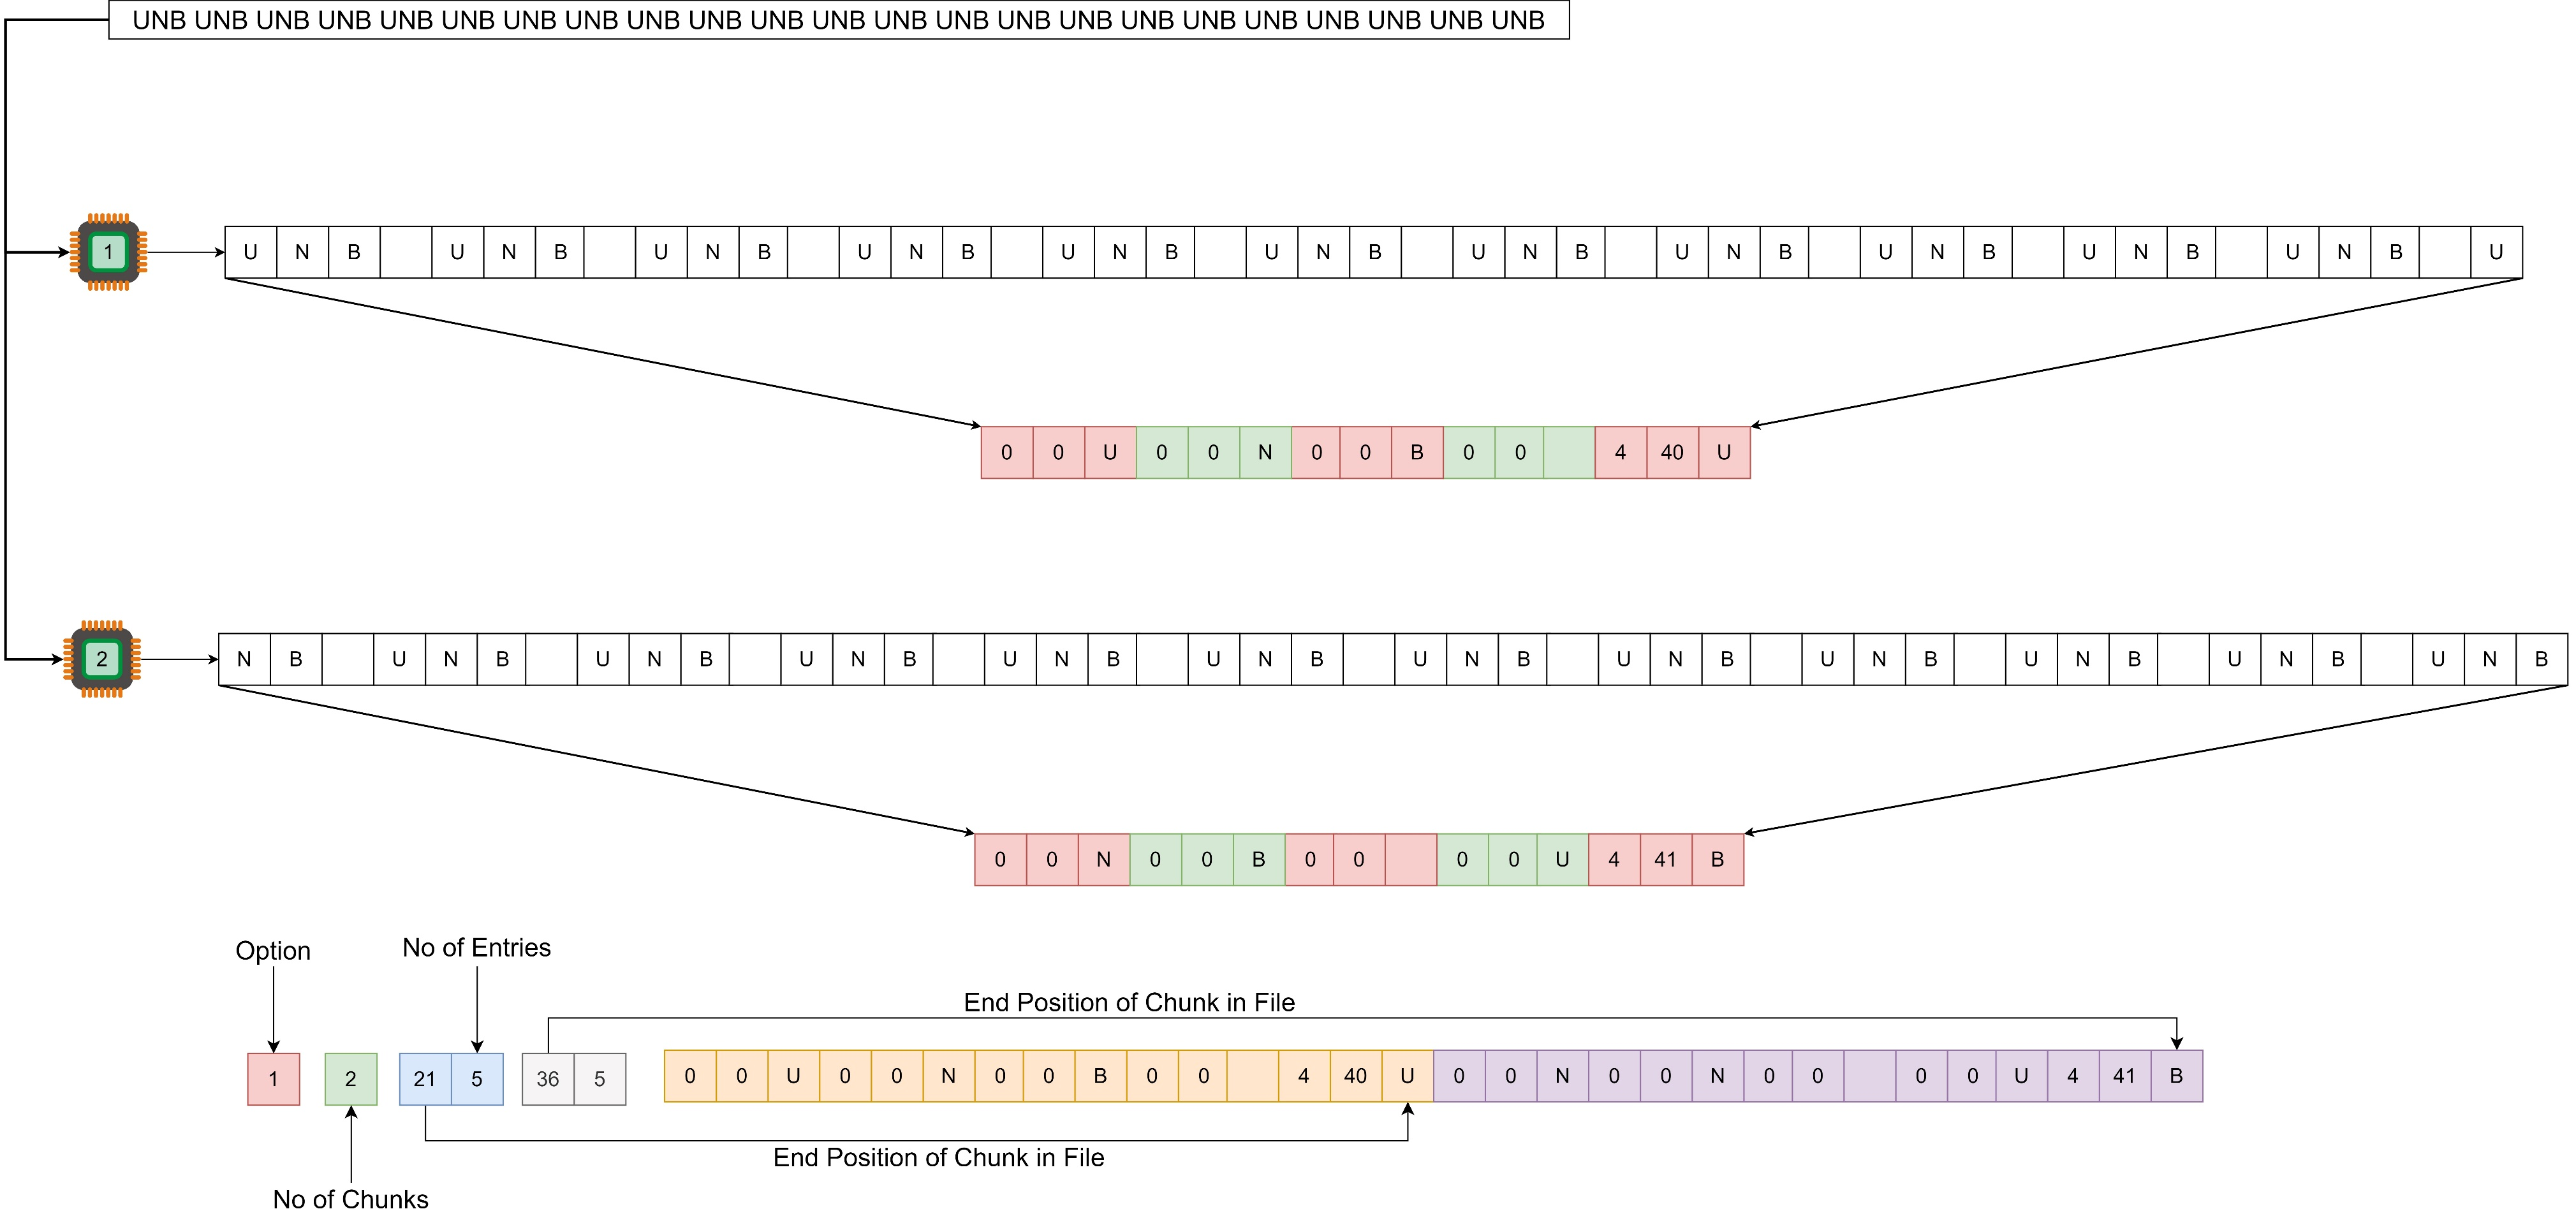 UNB UNB UNB UNB UNB UNB UNB UNB UNB UNB UNB UNB UNB UNB UNB UNB UNB UNB UNB UNB UNB UNB UNB
1 U N B U N B U N B U N B U N B U N B U N B U N B U N B U N B U N B U
0 0 U 0 0 N 0 0 B 0 0 4 40 U
2 N B U N B U N B U N B U N B U N B U N B U N B U N B U N B U N B U N B
0 0 N 0 0 B 0 0 0 0 U 4 41 B
Option
No of Entries
End Position of Chunk in File
1 2 21 5 36 5 0 0 U 0 0 N 0 0 B 0 0 4 40 U 0 0 N 0 0 N 0 0 0 0 U 4 41 B
End Position of Chunk in File
No of Chunks